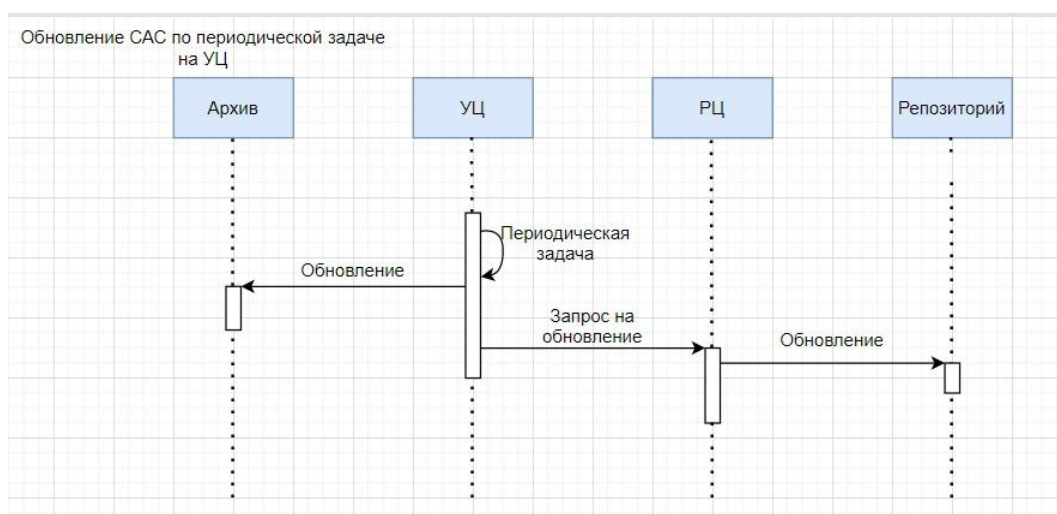 Обновление САС по периодической задаче
на УЦ
Архив
УЦ
РЦ
Репозиторий
Периодическая
задача
Обновление
Запрос на
обновление
Обновление